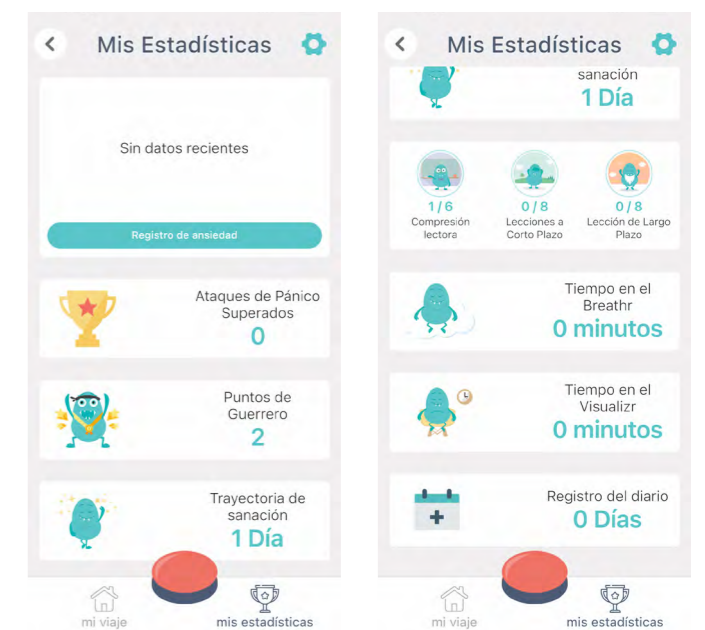 Mis Estadísticas
Sin datos recientes
Registro de ansiedad
Ataques de Pánico
Superados
0
Puntos de
Guerrero
2
Trayectoria de
sanación
1 Día
mi viaje
mis estadísticas
Mis Estadísticas
sanación
1 Día
1/6
Compresión
lectora
0/8
Lecciones a
Corto Plazo
0/8
Lección de Largo
Plazo
Tiempo en el
Breathr
0 minutos
Tiempo en el
Visualizr
0 minutos
Registro del diario
0 Días
mi viaje
mis estadísticas